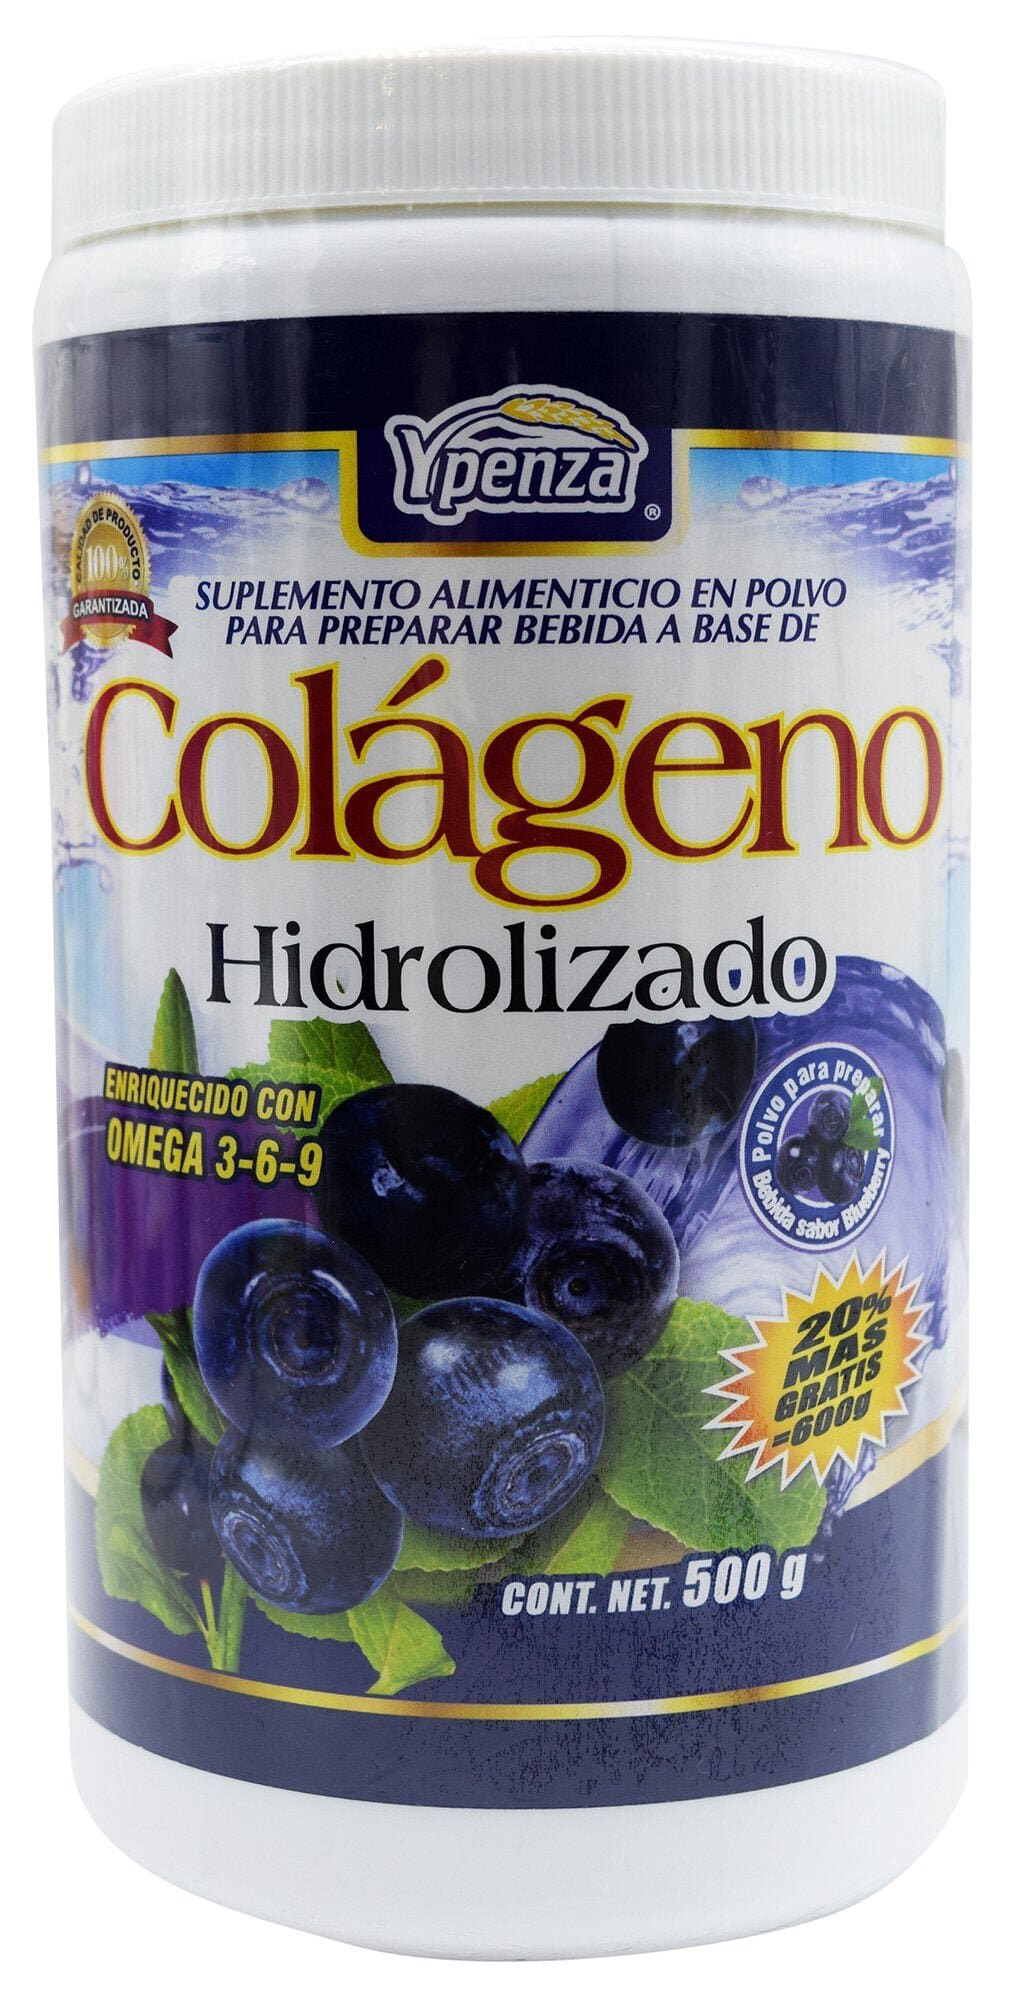 Ypenza
®
CALIDAD DE PRODUCTO
100%
GARANTIZADA
SUPLEMENTO ALIMENTICIO EN POLVO
PARA PREPARAR BEBIDA A BASE DE
Colágeno
Hidrolizado
ENRIQUECIDO CON
OMEGA 3-6-9
Polvo para preparar
Bebida sabor Blueberry
20%
MAS
GRATIS
=600g
CONT. NET. 500 g